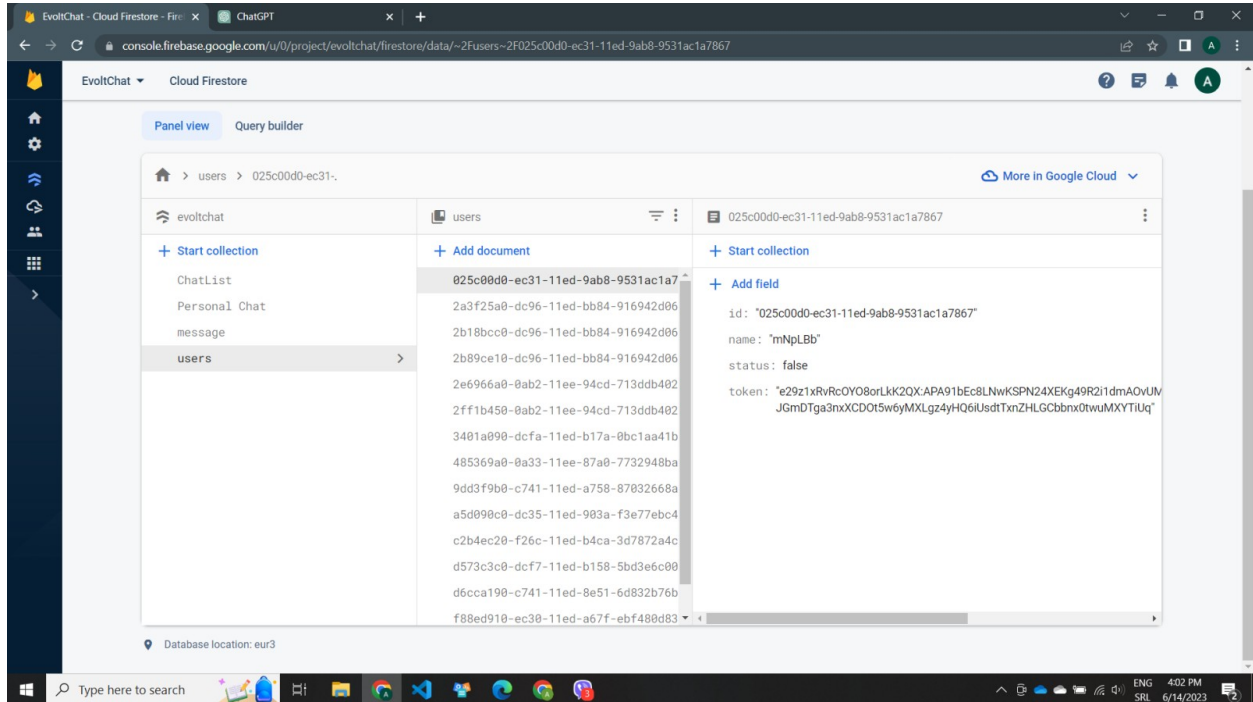 EvoltChat - Cloud Firestore - Fire
ChatGPT
console.firebase.google.com/u/0/project/evoltchat/firestore/data/~2Fusers~2F025c00d0-ec31-11ed-9ab8-9531ac1a7867
A
EvoltChat Cloud Firestore
A
Panel view Query builder
> users > 025c00d0-ec31-.
More in Google Cloud
evoltchat
users
025c00d0-ec31-11ed-9ab8-9531ac1a7867
+ Start collection
+ Add document
+ Start collection
ChatList
Personal Chat
message
users
025c00d0-ec31-11ed-9ab8-9531ac1a7
2a3f25a0-dc96-11ed-bb84-916942d06
2b18bcc0-dc96-11ed-bb84-916942d06
2b89ce10-dc96-11ed-bb84-916942d06
2e6966a0-0ab2-11ee-94cd-713ddb402
2ff1b450-0ab2-11ee-94cd-713ddb402
3401a090-dcfa-11ed-b17a-0bc1aa41b
485369a0-0a33-11ee-87a0-7732948ba
9dd3f9b0-c741-11ed-a758-87032668a
a5d090c0-dc35-11ed-903a-f3e77ebc4
c2b4ec20-f26c-11ed-b4ca-3d7872a4c
d573c3c0-dcf7-11ed-b158-5bd3e6c00
d6cca190-c741-11ed-8e51-6d832b76b
f88ed910-ec30-11ed-a67f-ebf480d83
+ Add field
id: "025c00d0-ec31-11ed-9ab8-9531ac1a7867"
name: "mNpLBb"
status: false
token: "e29z1xRvRcOYO8orLkK2QX:APA91bEc8LNwKSPN24XEKg49R2i1dmAOvUM
JGmDTga3nxXCDOt5w6yMXLgz4yHQ6iUsdtTxnZHLGCbbnx0twuMXYTiUq"
Database location: eur3
Type here to search
ENG 4:02 PM
SRL 6/14/2023
2